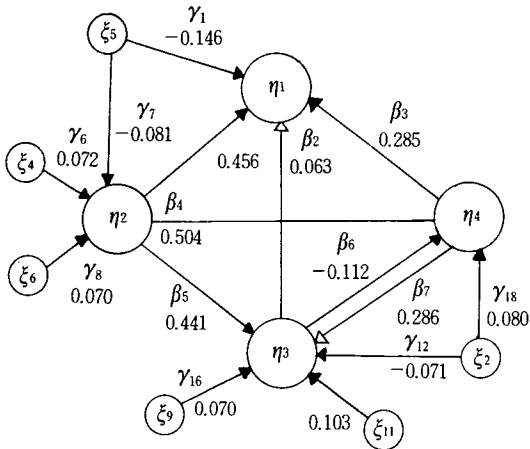 γ₁
−0.146
ξ₅
η₁
γ₇
−0.081
β₂
0.063
β₃
0.285
γ₆
0.072
ξ₄
0.456
η₂
β₄
0.504
η₄
ξ₆
γ₈
0.070
β₅
0.441
β₆
−0.112
β₇
0.286
γ₁₈
0.080
η₃
γ₁₂
−0.071
ξ₂
γ₁₆
0.070
ξ₉
0.103
ξ₁₁